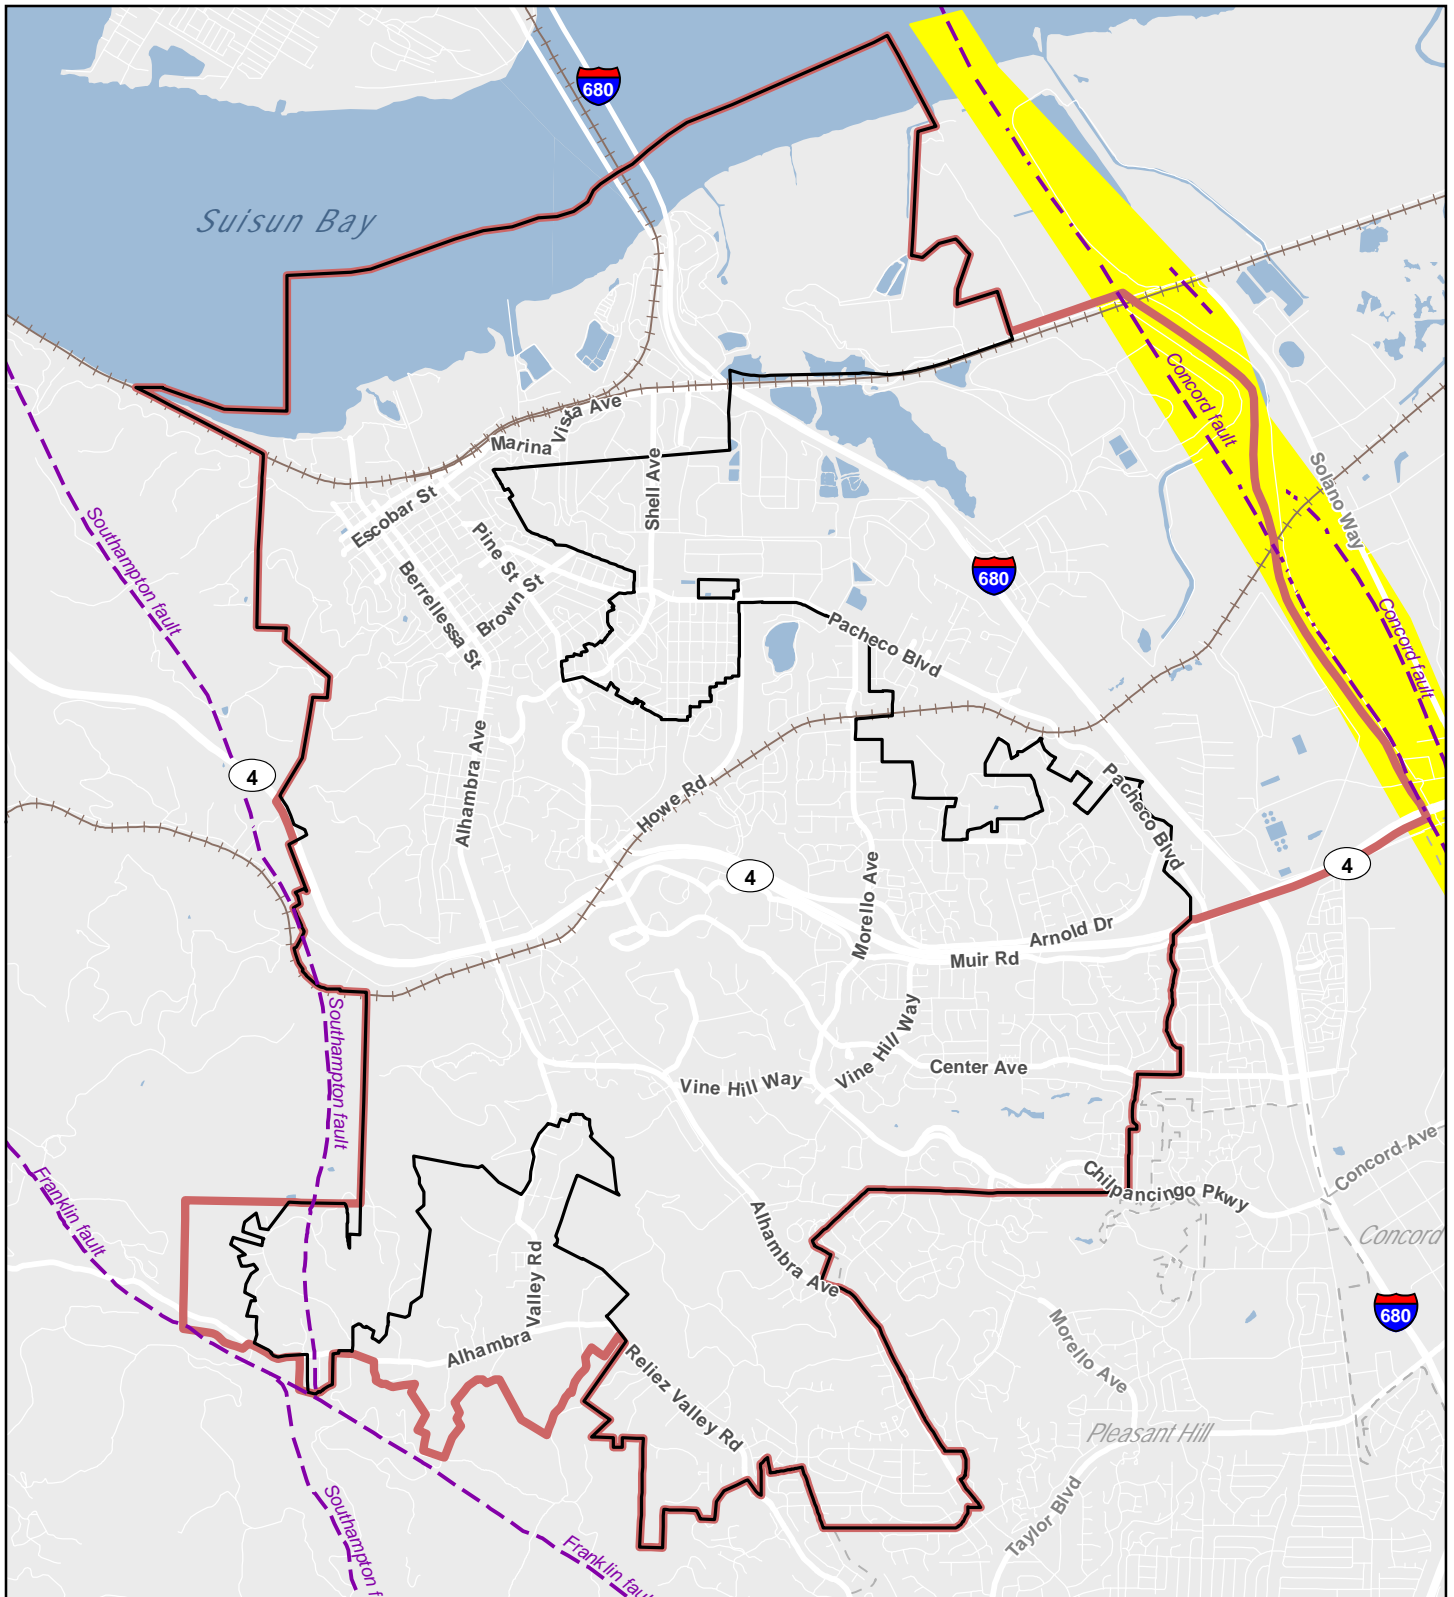 680
Suisun Bay
Concord fault
Marina Vista Ave
Solano Way
Escobar St
Shell Ave
Southampton fault
Pine St
680
Berrellessa St
Brown St
Concord fault
Pacheco Blvd
4
Alhambra Ave
Howe Rd
Pacheco Blvd
4
4
Morello Ave
Arnold Dr
Muir Rd
Southampton fault
Vine Hill Way
Center Ave
Vine Hill Way
Concord Ave
Franklin fault
Chilpancingo Pkwy
Alhambra Ave
Concord
Alhambra Valley Rd
680
Morello Ave
Reliez Valley Rd
Pleasant Hill
Taylor Blvd
Southampton f
Franklin fau